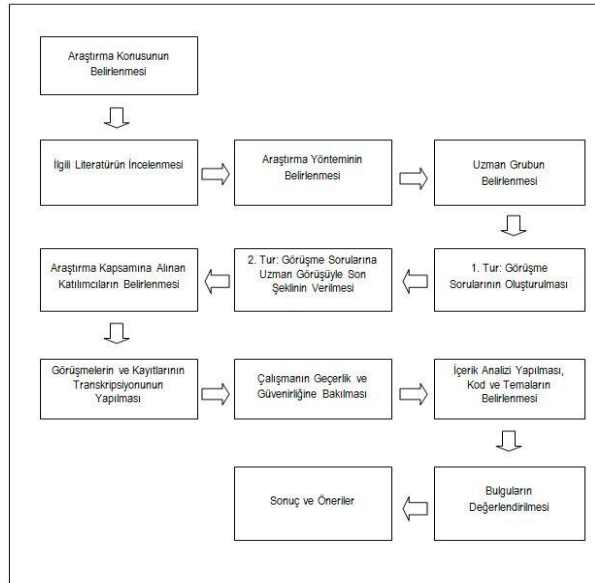 Araştırma Konusunun
Belirlenmesi
İlgili Literatürün İncelenmesi
Araştırma Yönteminin
Belirlenmesi
Uzman Grubun
Belirlenmesi
1. Tur: Görüşme
Sorularının Oluşturulması
2. Tur: Görüşme Sorularına
Uzman Görüşüyle Son
Şeklinin Verilmesi
Araştırma Kapsamına Alınan
Katılımcıların Belirlenmesi
Görüşmelerin ve Kayıtlarının
Transkripsiyonunun
Yapılması
Çalışmanın Geçerlik ve
Güvenirliğine Bakılması
İçerik Analizi Yapılması,
Kod ve Temaların
Belirlenmesi
Bulguların
Değerlendirilmesi
Sonuç ve Öneriler